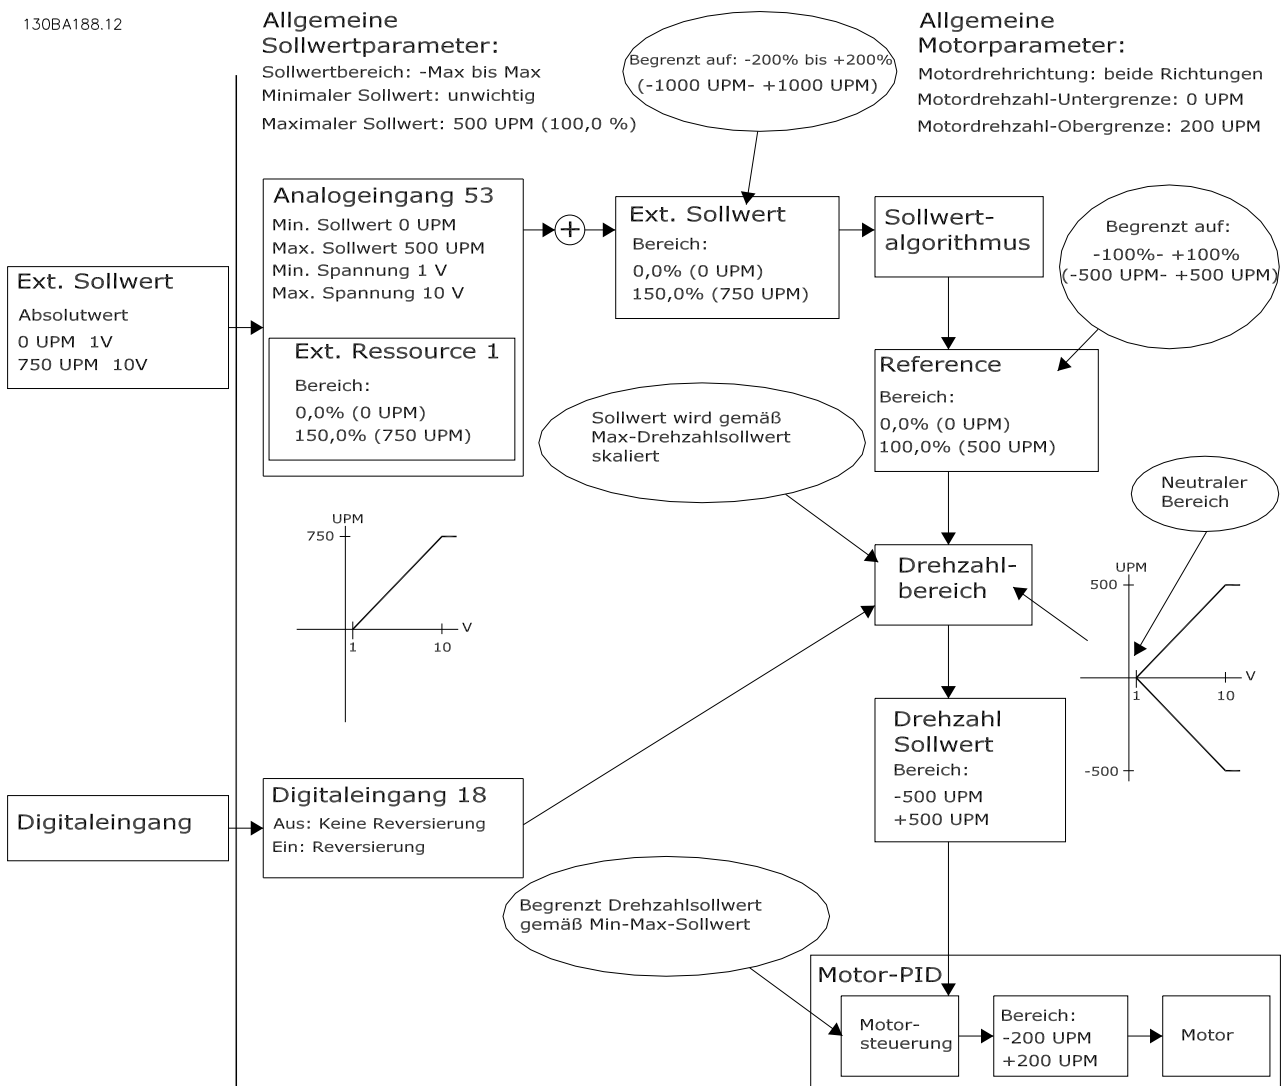 130BA188.12
Allgemeine
Sollwertparameter:
Sollwertbereich: -Max bis Max
Minimaler Sollwert: unwichtig
Maximaler Sollwert: 500 UPM (100,0 %)
Begrenzt auf: -200% bis +200%
(-1000 UPM- +1000 UPM)
Allgemeine
Motorparameter:
Motordrehrichtung: beide Richtungen
Motordrehzahl-Untergrenze: 0 UPM
Motordrehzahl-Obergrenze: 200 UPM
Ext. Sollwert
Absolutwert
0 UPM 1V
750 UPM 10V
Analogeingang 53
Min. Sollwert 0 UPM
Max. Sollwert 500 UPM
Min. Spannung 1 V
Max. Spannung 10 V
Ext. Ressource 1
Bereich:
0,0% (0 UPM)
150,0% (750 UPM)
+
Ext. Sollwert
Bereich:
0,0% (0 UPM)
150,0% (750 UPM)
Sollwert-
algorithmus
Begrenzt auf:
-100%- +100%
(-500 UPM- +500 UPM)
Reference
Bereich:
0,0% (0 UPM)
100,0% (500 UPM)
Sollwert wird gemäß
Max-Drehzahlsollwert
skaliert
Neutraler
Bereich
UPM
750
V
1
10
Drehzahl-
bereich
UPM
500
V
1
10
-500
Drehzahl
Sollwert
Bereich:
-500 UPM
+500 UPM
Digitaleingang
Digitaleingang 18
Aus: Keine Reversierung
Ein: Reversierung
Begrenzt Drehzahlsollwert
gemäß Min-Max-Sollwert
Motor-PID
Motor-
steuerung
Bereich:
-200 UPM
+200 UPM
Motor